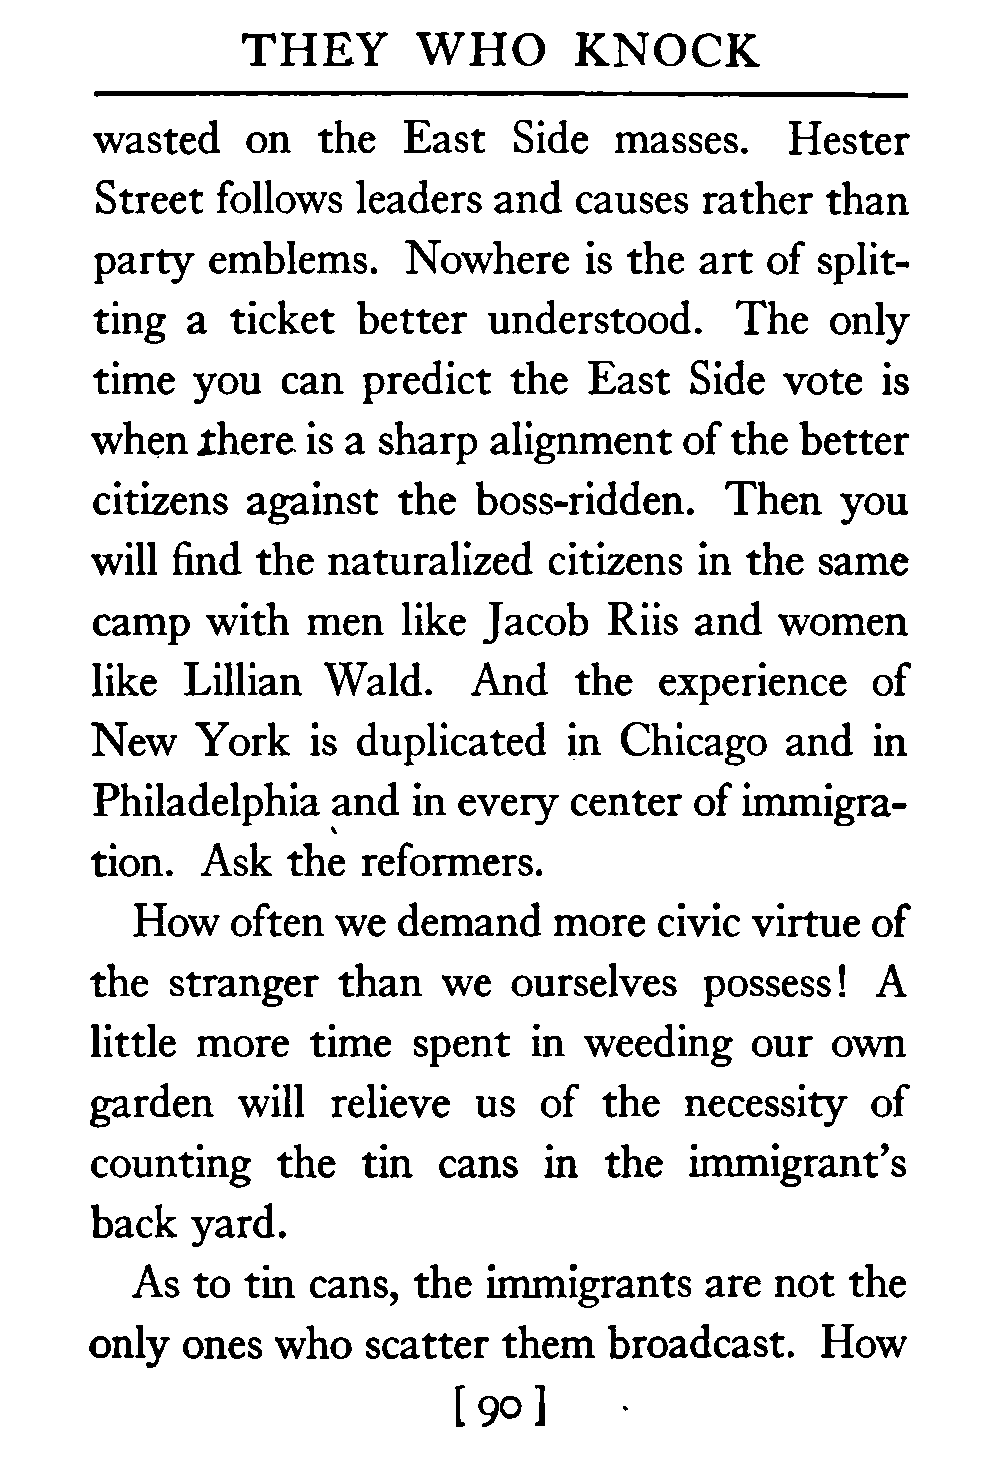 THEY WHO KNOCK
wasted on the East Side masses. Hester
Street follows leaders and causes rather than
party emblems. Nowhere is the art of split-
ting a ticket better understood. The only
time you can predict the East Side vote is
when there is a sharp alignment of the better
citizens against the boss-ridden. Then you
will find the naturalized citizens in the same
camp with men like Jacob Riis and women
like Lillian Wald. And the experience of
New York is duplicated in Chicago and in
Philadelphia and in every center of immigra-
tion. Ask the reformers.
How often we demand more civic virtue of
the stranger than we ourselves possess! A
little more time spent in weeding our own
garden will relieve us of the necessity of
counting the tin cans in the immigrant's
back yard.
As to tin cans, the immigrants are not the
only ones who scatter them broadcast. How
[ 90 ]